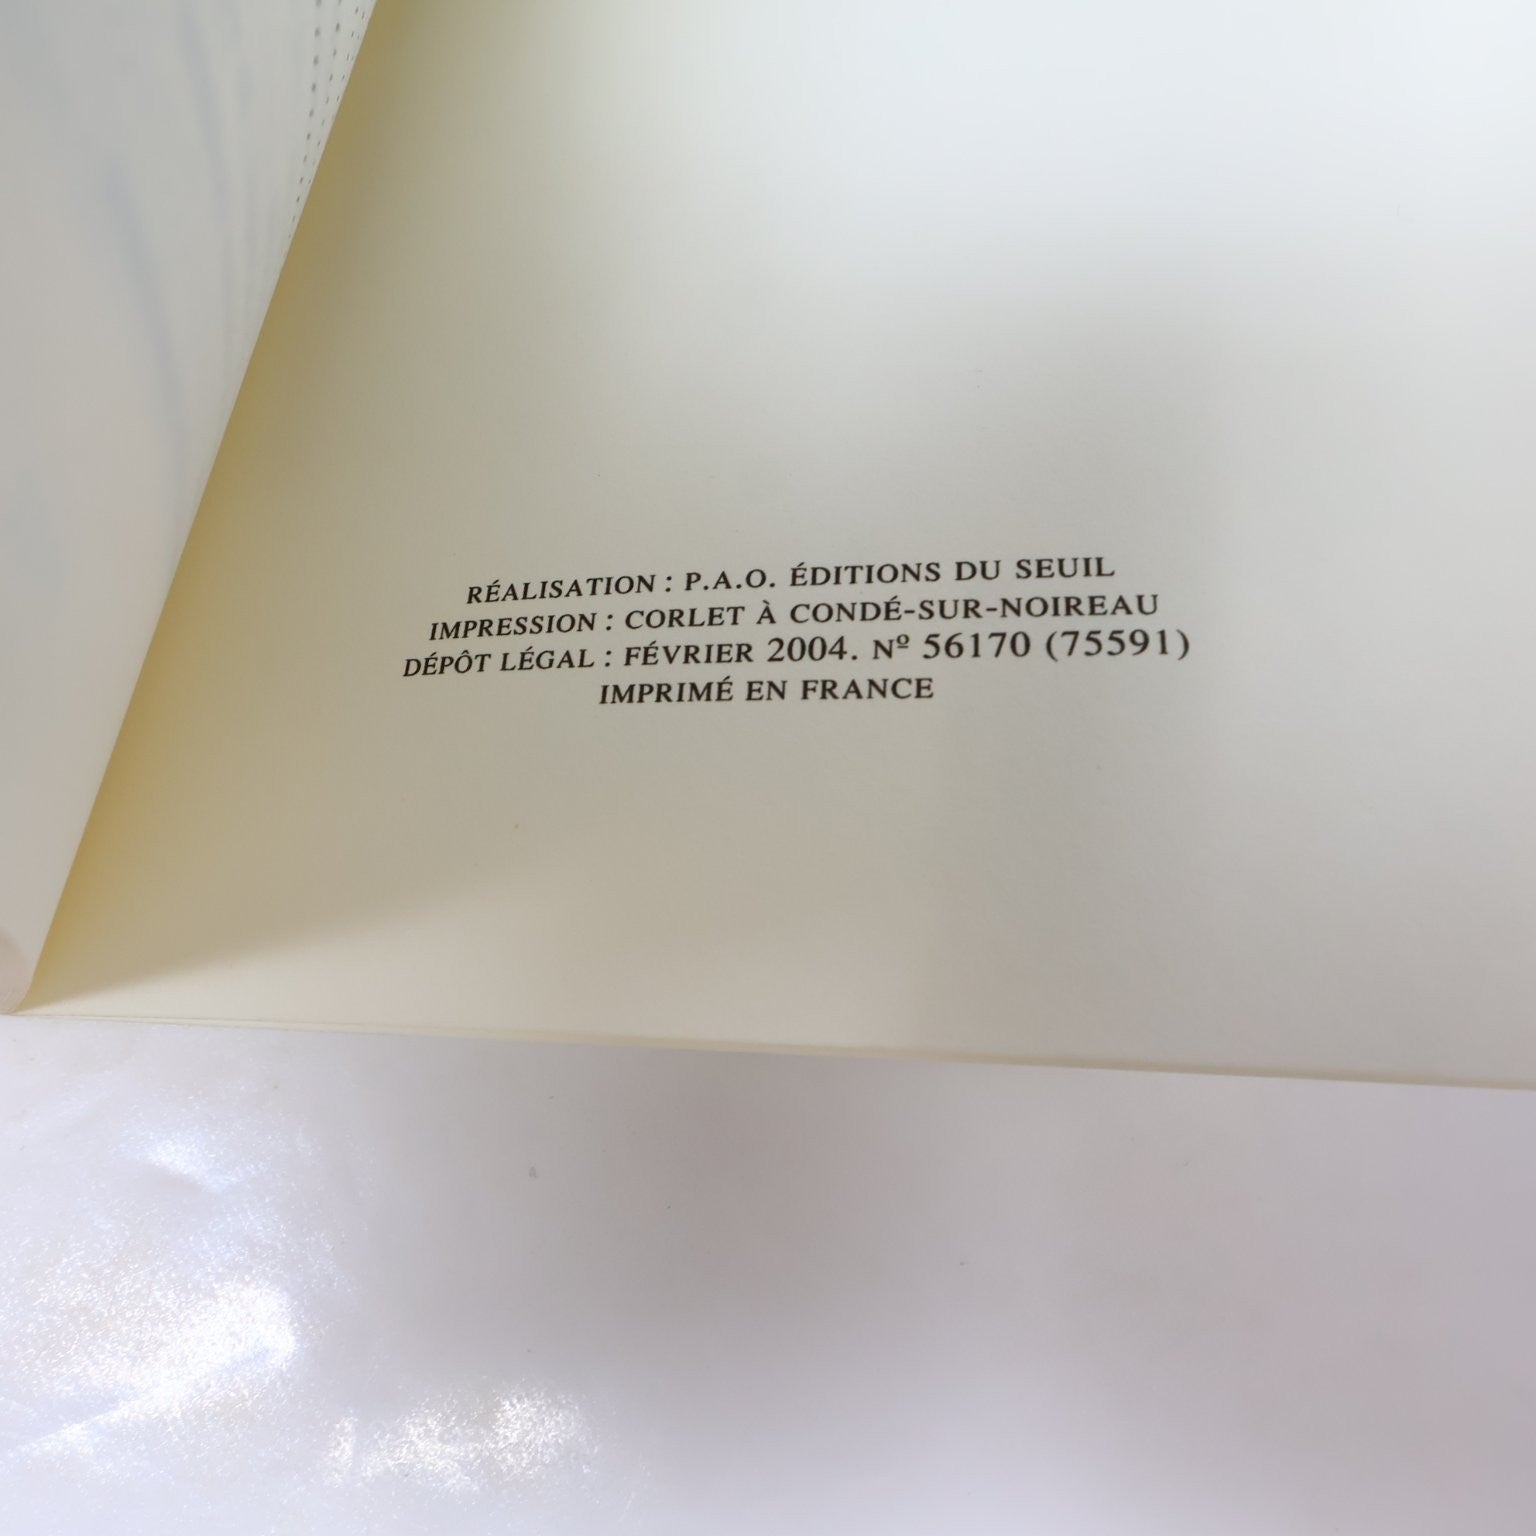 RÉALISATION : P.A.O. ÉDITIONS DU SEUIL
IMPRESSION : CORLET À CONDÉ-SUR-NOIREAU
DÉPÔT LÉGAL : FÉVRIER 2004. Nº 56170 (75591)
IMPRIMÉ EN FRANCE